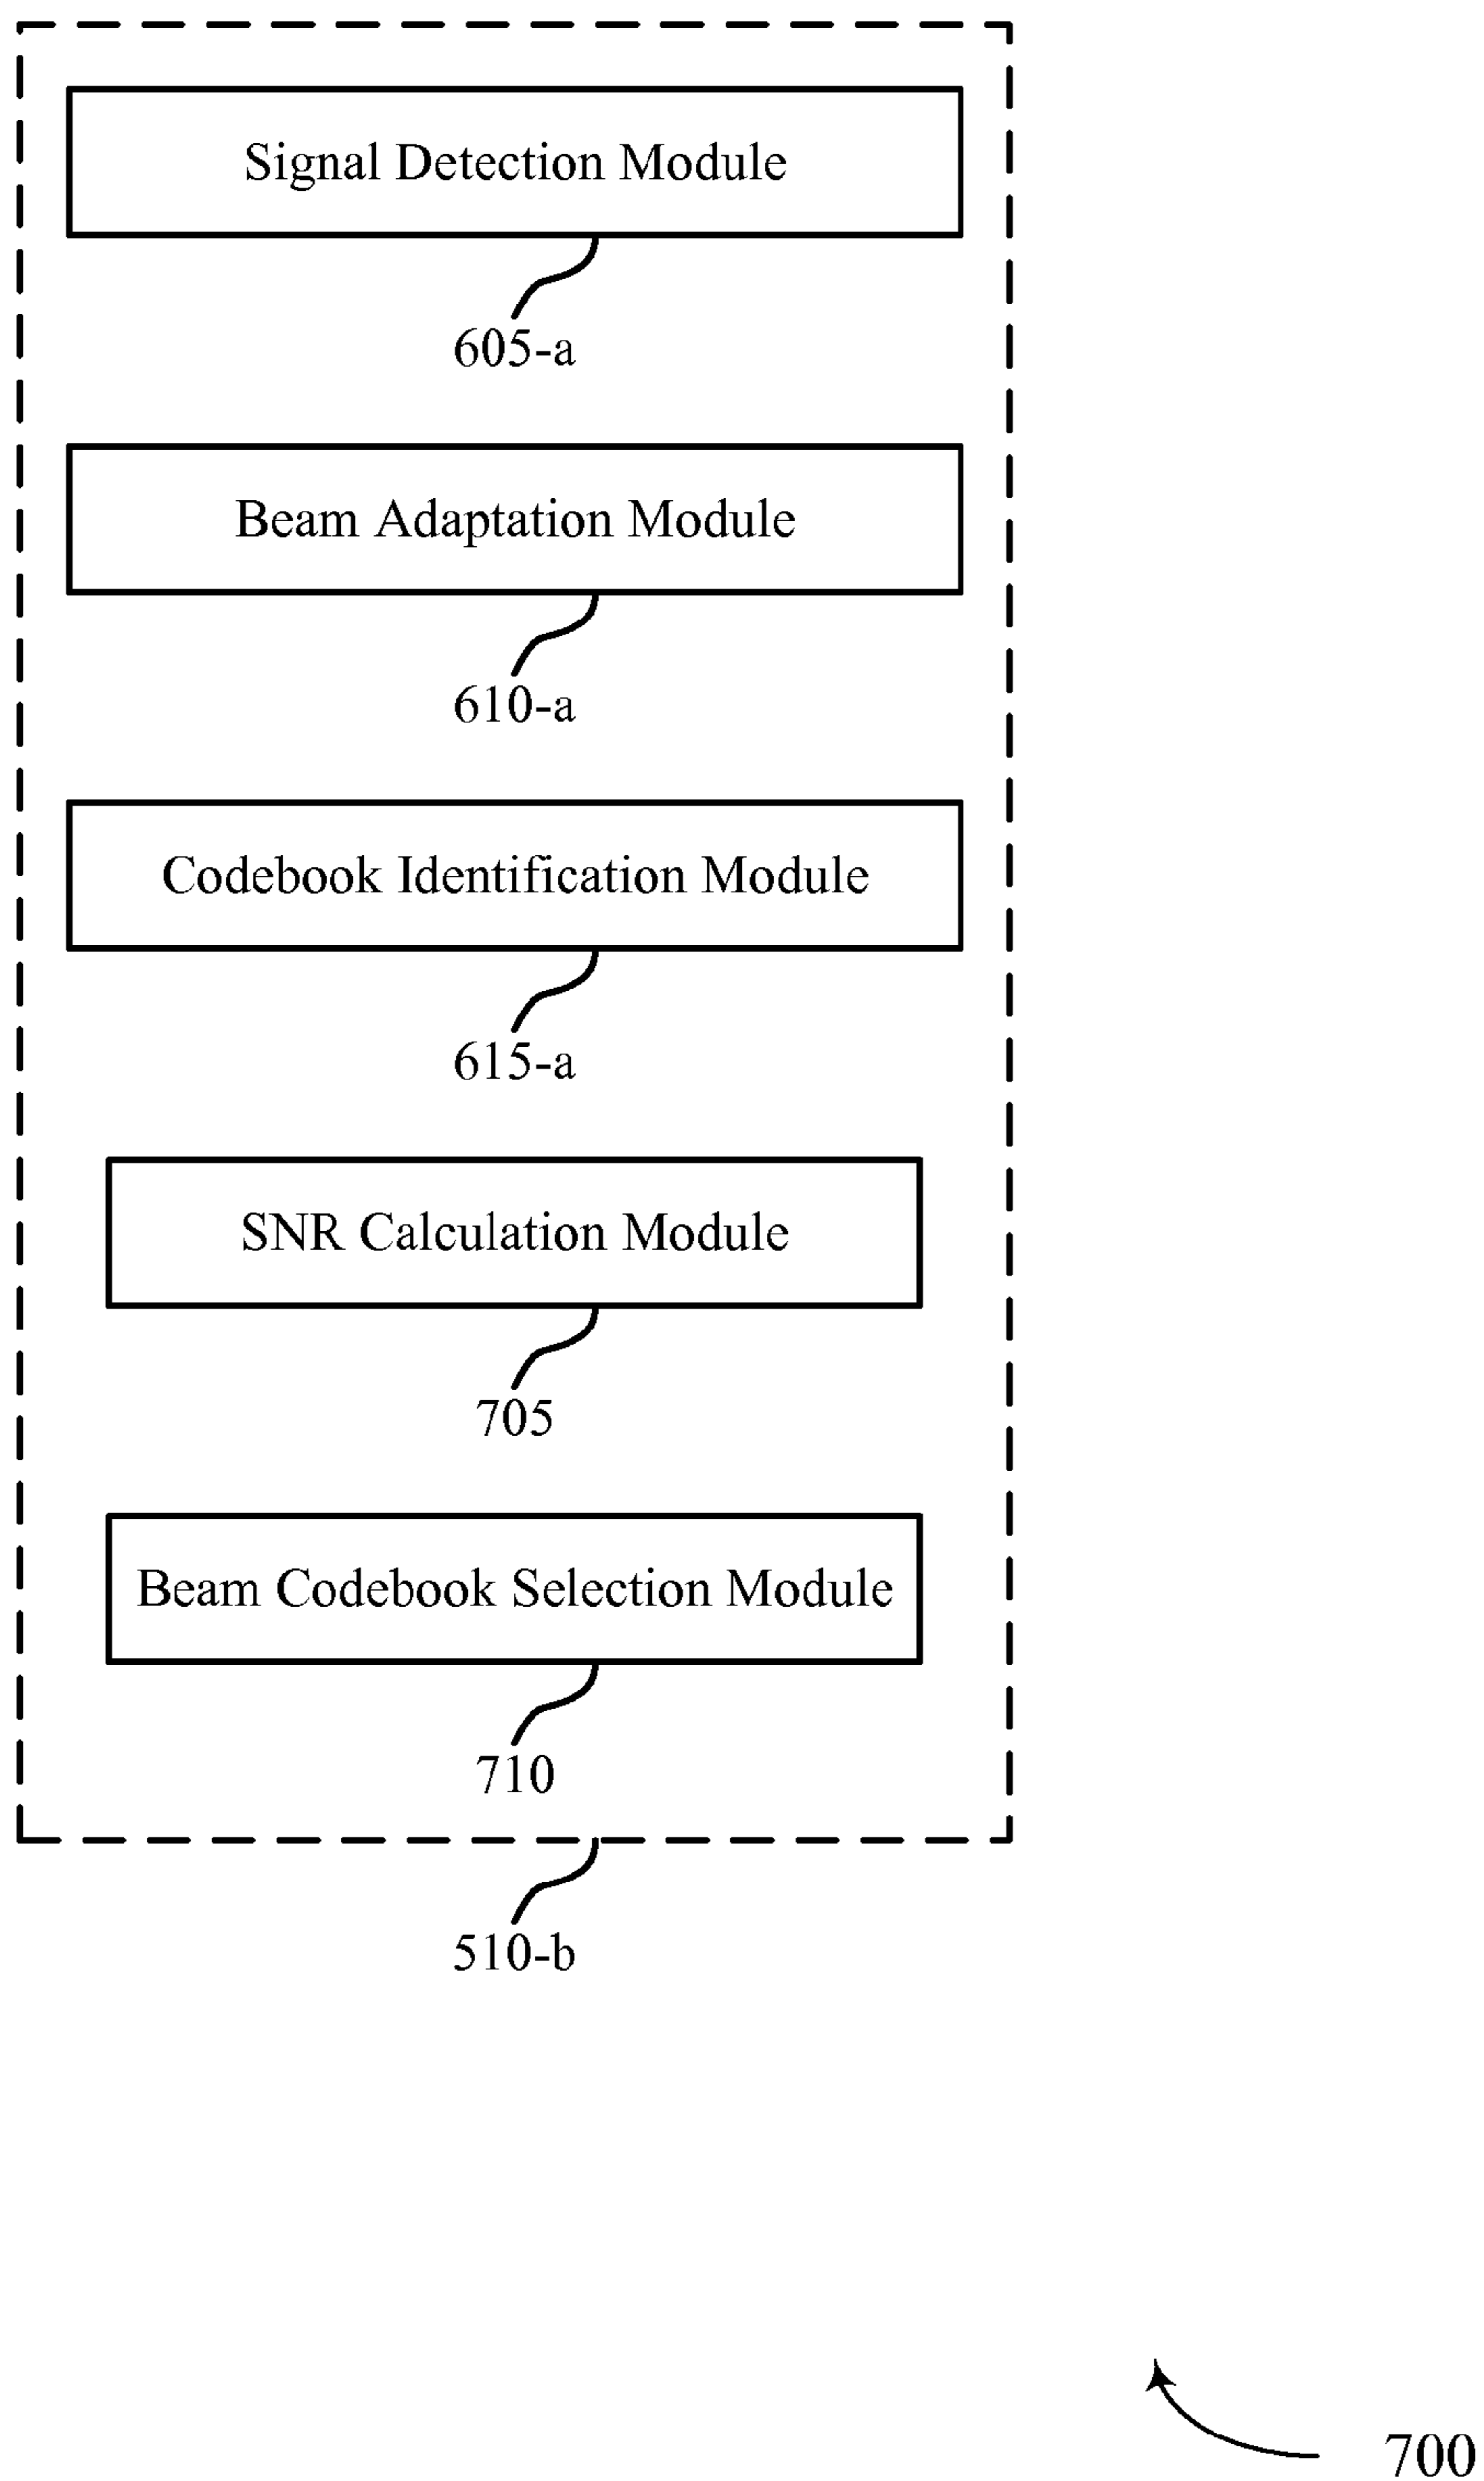 Signal Detection Module
605-a
Beam Adaptation Module
610-a
Codebook Identification Module
615-a
SNR Calculation Module
705
Beam Codebook Selection Module
710
510-b
700